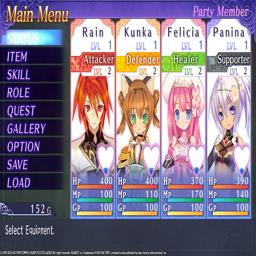 Main Menu
Party Member
STATUS
ITEM
SKILL
ROLE
QUEST
GALLERY
OPTION
SAVE
LOAD
152 G
Select Equipment.
Rain
LVL 1
Attacker
LVL 2
HP 400
MP 100
GP 100
Kunka
LVL 1
Defender
LVL 2
HP 400
MP 110
GP 100
Felicia
LVL 1
Healer
LVL 2
HP 370
MP 200
GP 100
Panina
LVL 1
Supporter
LVL 2
HP 390
MP 140
GP 100